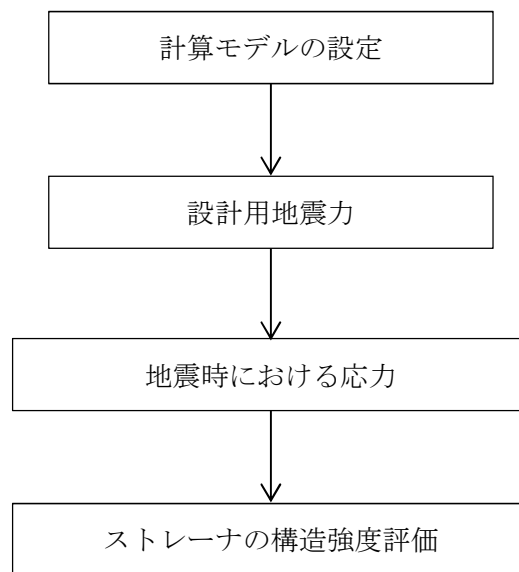 計算モデルの設定
設計用地震力
地震時における応力
ストレーナの構造強度評価